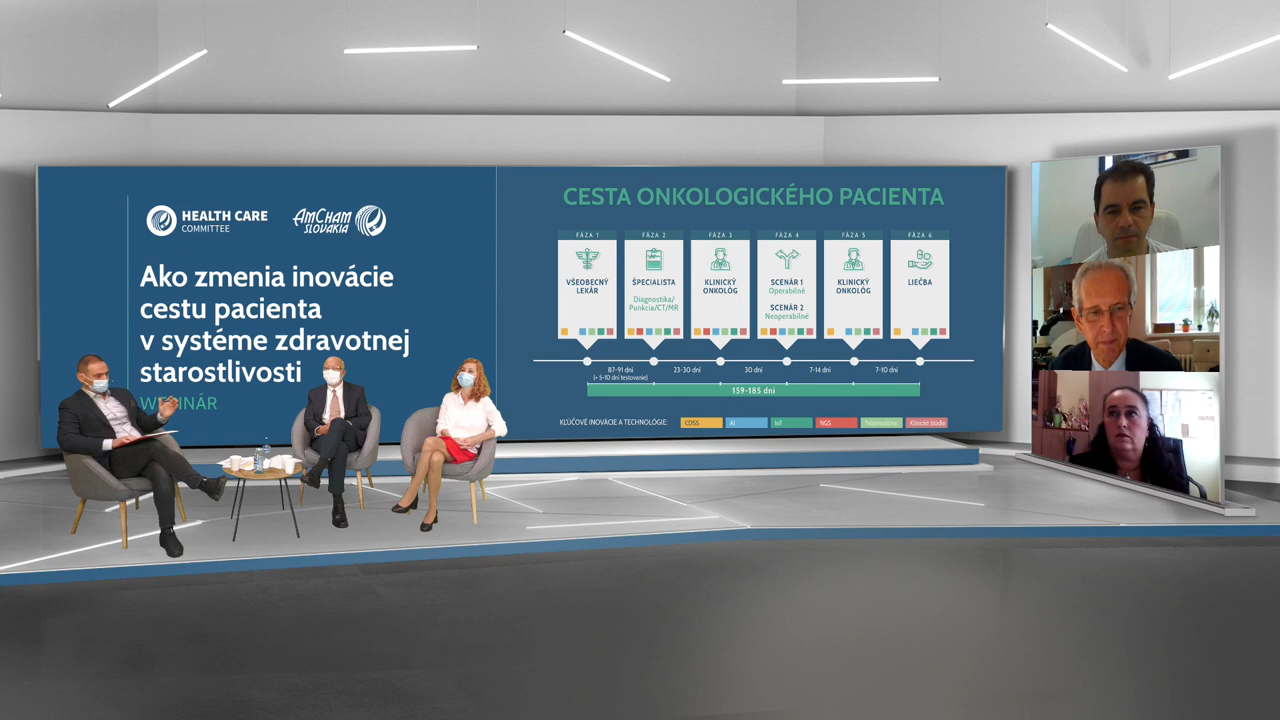 HEALTH CARE
COMMITTEE
AMCHAM
SLOVAKIA
Ako zmenia inovácie
cestu pacienta
v systéme zdravotnej
starostlivosti
WEBINÁR
CESTA ONKOLOGICKÉHO PACIENTA
FÁZA 1
VŠEOBECNÝ
LEKÁR
FÁZA 2
ŠPECIALISTA
Diagnostika/
Punkcia/CT/MR
FÁZA 3
KLINICKÝ
ONKOLÓG
FÁZA 4
SCENÁR 1
Operabilné
SCENÁR 2
Neoperabilné
FÁZA 5
KLINICKÝ
ONKOLÓG
FÁZA 6
LIEČBA
87-91 dní
(+ 5-10 dní testovanie)
23-30 dní
30 dní
7-14 dní
7-10 dní
159-185 dní
KĽÚČOVÉ INOVÁCIE A TECHNOLÓGIE:
CDSS
AI
IoT
NGS
Telemedicína
Klinické štúdie